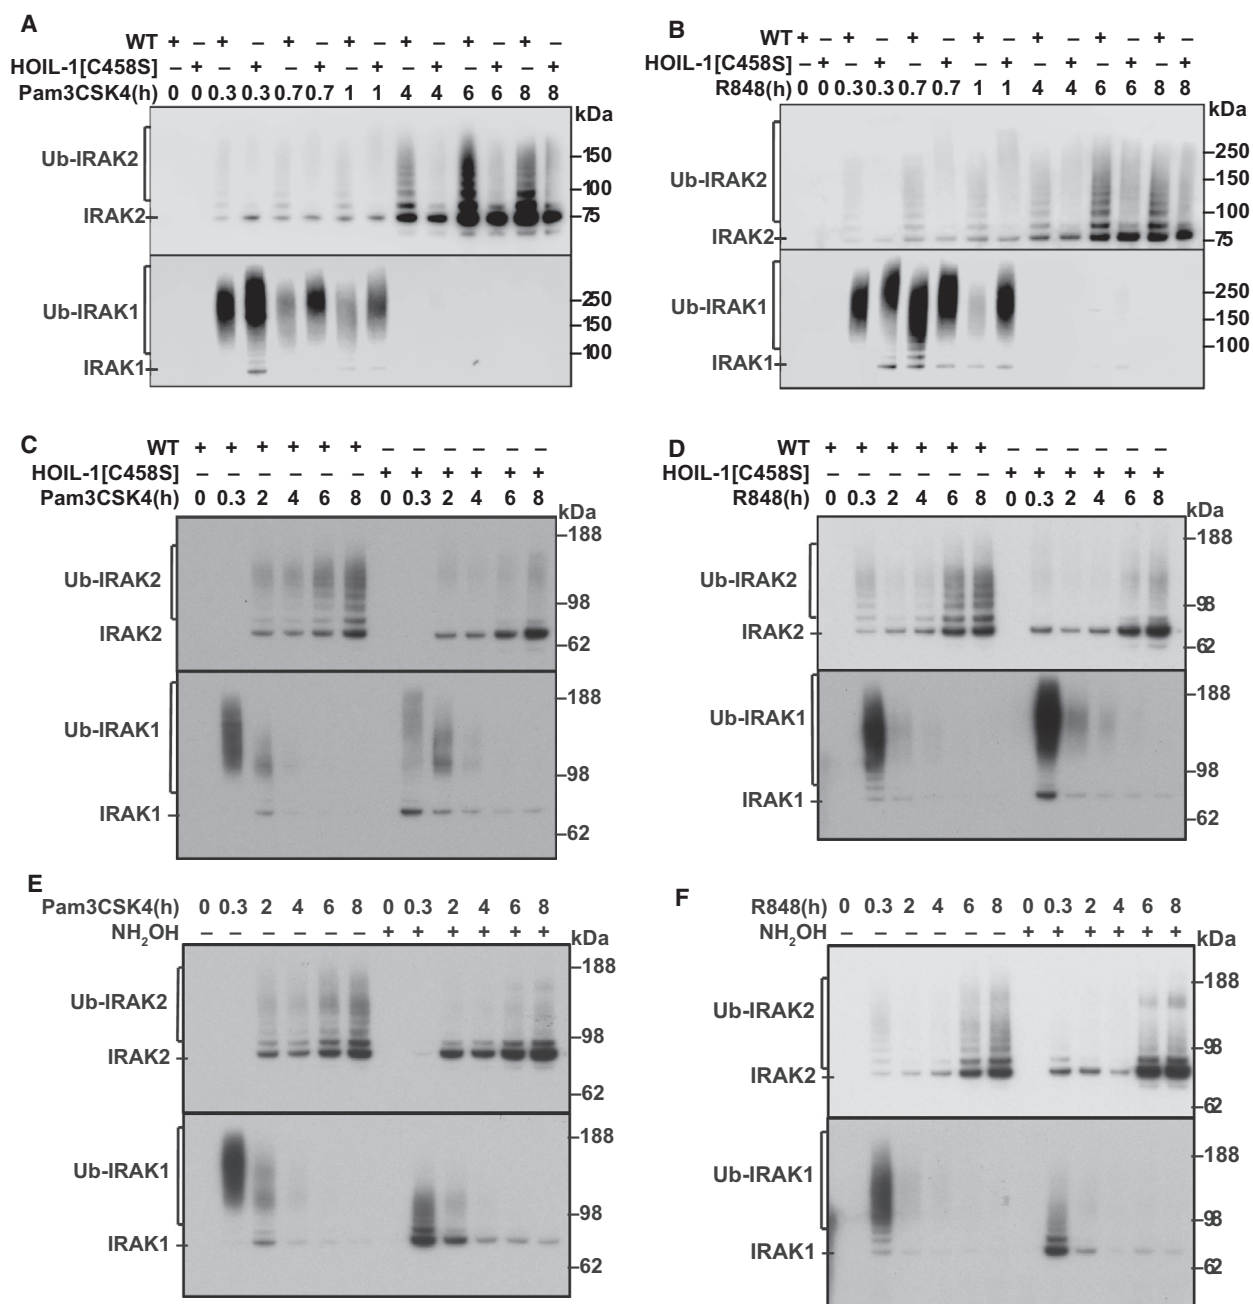 A
WT + – + – + – + – + – + – + –
HOIL-1[C458S] – + – + – + – + – + – + – +
Pam3CSK4(h) 0 0 0.3 0.3 0.7 0.7 1 1 4 4 6 6 8 8
kDa
Ub-IRAK2
150
100
IRAK2
75
Ub-IRAK1
250
150
100
IRAK1
B
WT + – + – + – + – + – + – + –
HOIL-1[C458S] – + – + – + – + – + – + – +
R848(h) 0 0 0.3 0.3 0.7 0.7 1 1 4 4 6 6 8 8
kDa
Ub-IRAK2
250
150
100
IRAK2
75
Ub-IRAK1
250
150
100
IRAK1
C
WT + + + + + + – – – – – –
HOIL-1[C458S] – – – – – – + + + + + +
Pam3CSK4(h) 0 0.3 2 4 6 8 0 0.3 2 4 6 8
kDa
188
Ub-IRAK2
98
IRAK2
62
188
Ub-IRAK1
98
IRAK1
62
D
WT + + + + + + – – – – – –
HOIL-1[C458S] – – – – – – + + + + + +
R848(h) 0 0.3 2 4 6 8 0 0.3 2 4 6 8
kDa
188
Ub-IRAK2
98
IRAK2
62
188
Ub-IRAK1
98
IRAK1
62
E
Pam3CSK4(h) 0 0.3 2 4 6 8 0 0.3 2 4 6 8
NH2OH – – – – – – + + + + + +
kDa
188
Ub-IRAK2
98
IRAK2
62
188
Ub-IRAK1
98
IRAK1
62
F
R848(h) 0 0.3 2 4 6 8 0 0.3 2 4 6 8
NH2OH – – – – – – + + + + + +
kDa
188
Ub-IRAK2
98
IRAK2
62
188
Ub-IRAK1
98
IRAK1
62